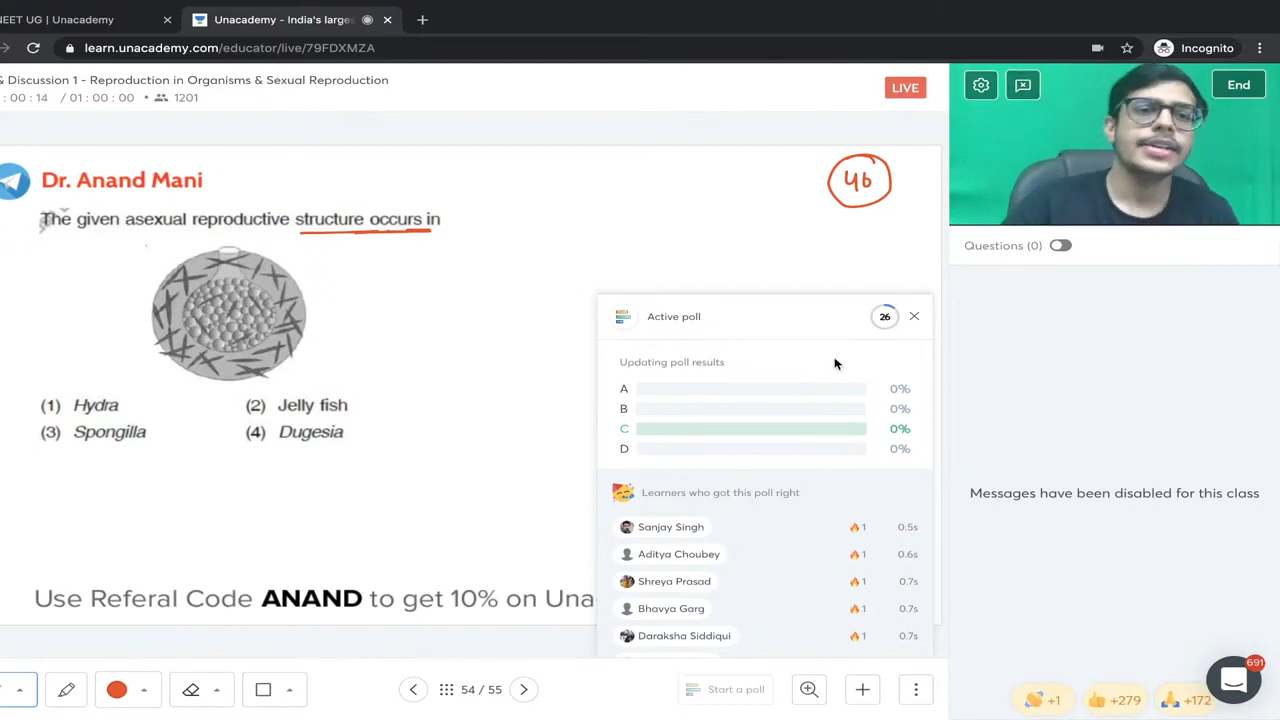 NEET UG | Unacademy
Unacademy - India's larges
learn.unacademy.com/educator/live/79FDXMZA
Incognito
& Discussion 1 - Reproduction in Organisms & Sexual Reproduction
: 00 : 14 / 01 : 00 : 00 • 1201
LIVE
End
Dr. Anand Mani
46
The given asexual reproductive structure occurs in
(1) Hydra
(2) Jelly fish
(3) Spongilla
(4) Dugesia
Use Referal Code ANAND to get 10% on Una
Active poll
26
Updating poll results
A 0%
B 0%
C 0%
D 0%
Learners who got this poll right
Sanjay Singh 1 0.5s
Aditya Choubey 1 0.6s
Shreya Prasad 1 0.7s
Bhavya Garg 1 0.7s
Daraksha Siddiqui 1 0.7s
Questions (0)
Messages have been disabled for this class
54 / 55
Start a poll
691
+1
+279
+172